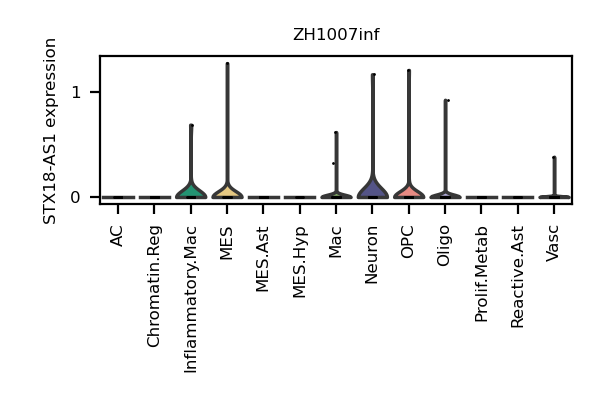 ZH1007inf
STX18-AS1 expression
1
0
AC
Chromatin.Reg
Inflammatory.Mac
MES
MES.Ast
MES.Hyp
Mac
Neuron
OPC
Oligo
Prolif.Metab
Reactive.Ast
Vasc